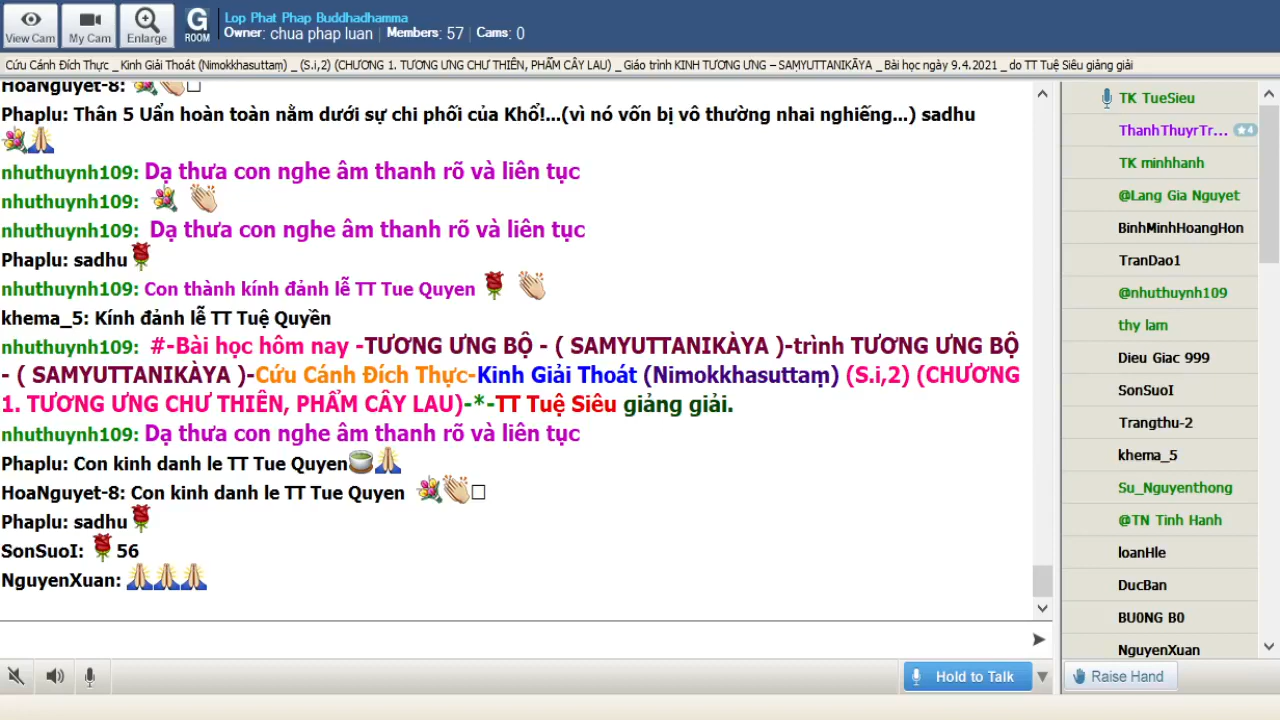 View Cam
My Cam
Enlarge
G
ROOM
Lop Phat Phap Buddhadhamma
Owner: chua phap luan Members: 57 Cams: 0
Cứu Cánh Đích Thực _ Kinh Giải Thoát (Nimokkhasuttaṃ) _ (S.i,2) (CHƯƠNG 1. TƯƠNG ƯNG CHƯ THIÊN, PHẨM CÂY LAU) _ Giáo trình KINH TƯƠNG ƯNG – SAMYUTTANIKĀYA _ Bài học ngày 9.4.2021 _ do TT Tuệ Siêu giảng giải
HoaNguyet-8:
Phaplu: Thân 5 Uẩn hoàn toàn nằm dưới sự chi phối của Khổ!...(vì nó vốn bị vô thường nhai nghiếng...) sadhu
nhuthuynh109: Dạ thưa con nghe âm thanh rõ và liên tục
nhuthuynh109:
nhuthuynh109: Dạ thưa con nghe âm thanh rõ và liên tục
Phaplu: sadhu
nhuthuynh109: Con thành kính đảnh lễ TT Tue Quyen
khema_5: Kính đảnh lễ TT Tuệ Quyền
nhuthuynh109: #-Bài học hôm nay -TƯƠNG ƯNG BỘ - ( SAMYUTTANIKÀYA )-trình TƯƠNG ƯNG BỘ
- ( SAMYUTTANIKÀYA )-Cứu Cánh Đích Thực-Kinh Giải Thoát (Nimokkhasuttaṃ) (S.i,2) (CHƯƠNG
1. TƯƠNG ƯNG CHƯ THIÊN, PHẨM CÂY LAU)-*-TT Tuệ Siêu giảng giải.
nhuthuynh109: Dạ thưa con nghe âm thanh rõ và liên tục
Phaplu: Con kinh danh le TT Tue Quyen
HoaNguyet-8: Con kinh danh le TT Tue Quyen
Phaplu: sadhu
SonSuoI: 56
NguyenXuan:
TK TueSieu
ThanhThuyrTr... 4
TK minhhanh
@Lang Gia Nguyet
BinhMinhHoangHon
TranDao1
@nhuthuynh109
thy lam
Dieu Giac 999
SonSuoI
Trangthu-2
khema_5
Su_Nguyenthong
@TN Tinh Hanh
loanHle
DucBan
BU0NG B0
NguyenXuan
Hold to Talk
Raise Hand